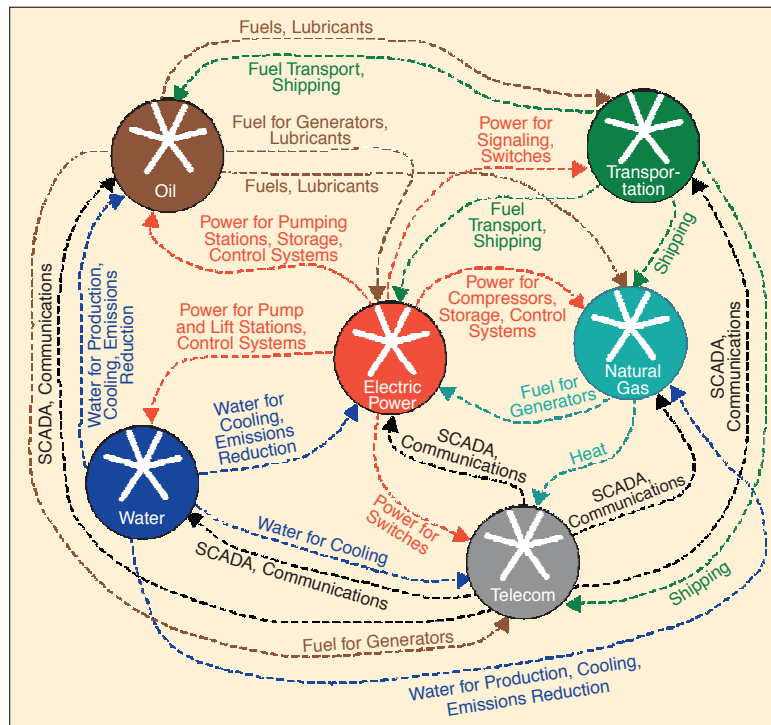 Fuels, Lubricants
Fuel Transport,
Shipping
Fuel for Generators,
Lubricants
Power for
Signaling,
Switches
Oil
Transpor-
tation
Fuels, Lubricants
Fuel
Transport,
Shipping
Shipping
Power for Pumping
Stations, Storage,
Control Systems
Power for
Compressors,
Storage, Control
Systems
Power for Pump
and Lift Stations,
Control Systems
SCADA, Communications
Water for Production,
Cooling, Emissions
Reduction
Electric
Power
Natural
Gas
SCADA,
Communications
Fuel for
Generators
Water for
Cooling,
Emissions
Reduction
SCADA,
Communications
Heat
SCADA,
Communications
Water
Power for
Switches
Water for Cooling
SCADA, Communications
Telecom
Shipping
Fuel for Generators
Water for Production, Cooling,
Emissions Reduction